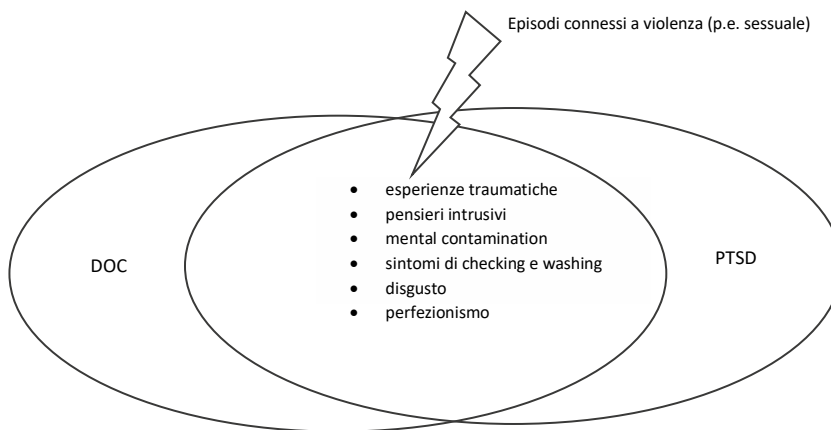 Episodi connessi a violenza (p.e. sessuale)
• esperienze traumatiche
• pensieri intrusivi
• mental contamination
• sintomi di checking e washing
• disgusto
• perfezionismo
DOC
PTSD